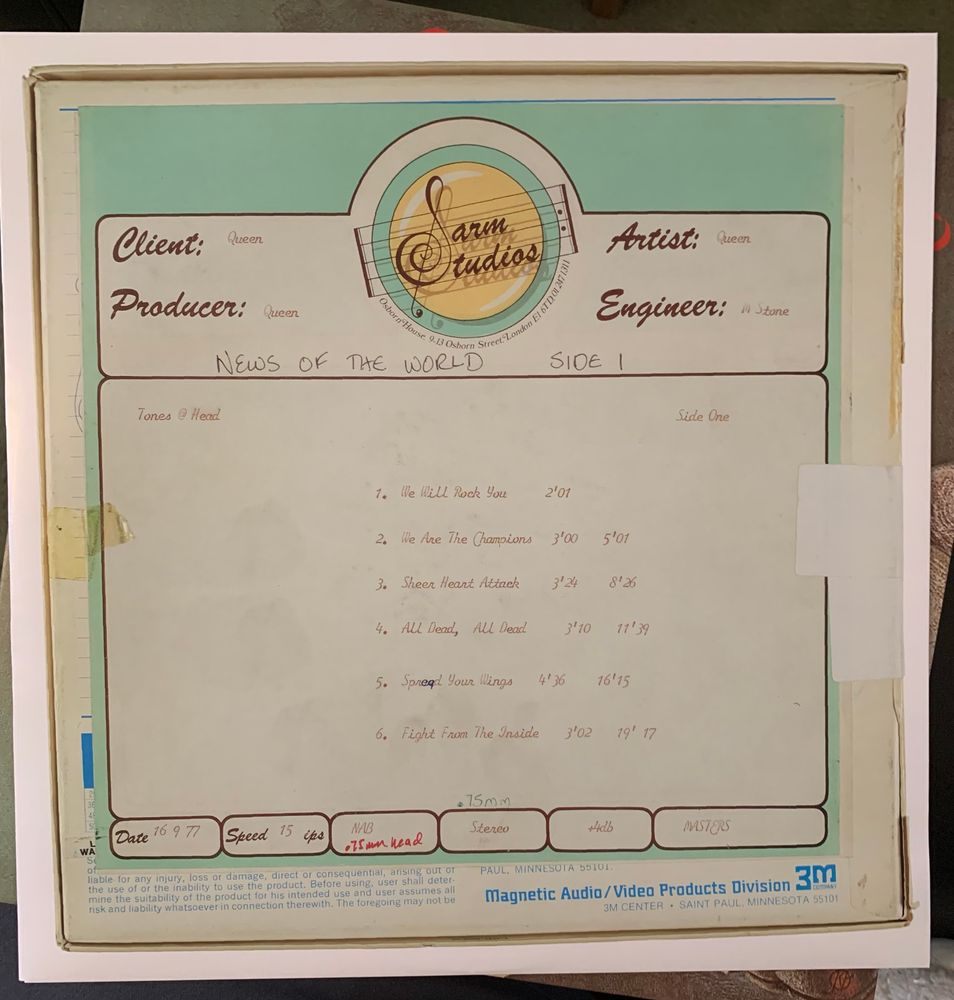 Sarm Studios
Osborn House 9-13 Osborn Street London E1 6TD 01 247 1311
Client: Queen
Artist: Queen
Producer: Queen
Engineer: M Stone
NEWS OF THE WORLD SIDE 1
Tones @ Head
Side One
1. We Will Rock You 2'01
2. We Are The Champions 3'00 5'01
3. Sheer Heart Attack 3'24 8'26
4. All Dead, All Dead 3'10 11'39
5. Spread Your Wings 4'36 16'15
6. Fight From The Inside 3'02 19'17
.75mm
Date 16 9 77
Speed 15 ips
NAB
.75mm head
Stereo
+4db
MASTERS
liable for any injury, loss or damage, direct or consequential, arising out of
the use of or the inability to use the product. Before using, user shall deter-
mine the suitability of the product for his intended use and user assumes all
risk and liability whatsoever in connection therewith. The foregoing may not be
PAUL, MINNESOTA 55101.
Magnetic Audio/Video Products Division 3M
COMPANY
3M CENTER • SAINT PAUL, MINNESOTA 55101